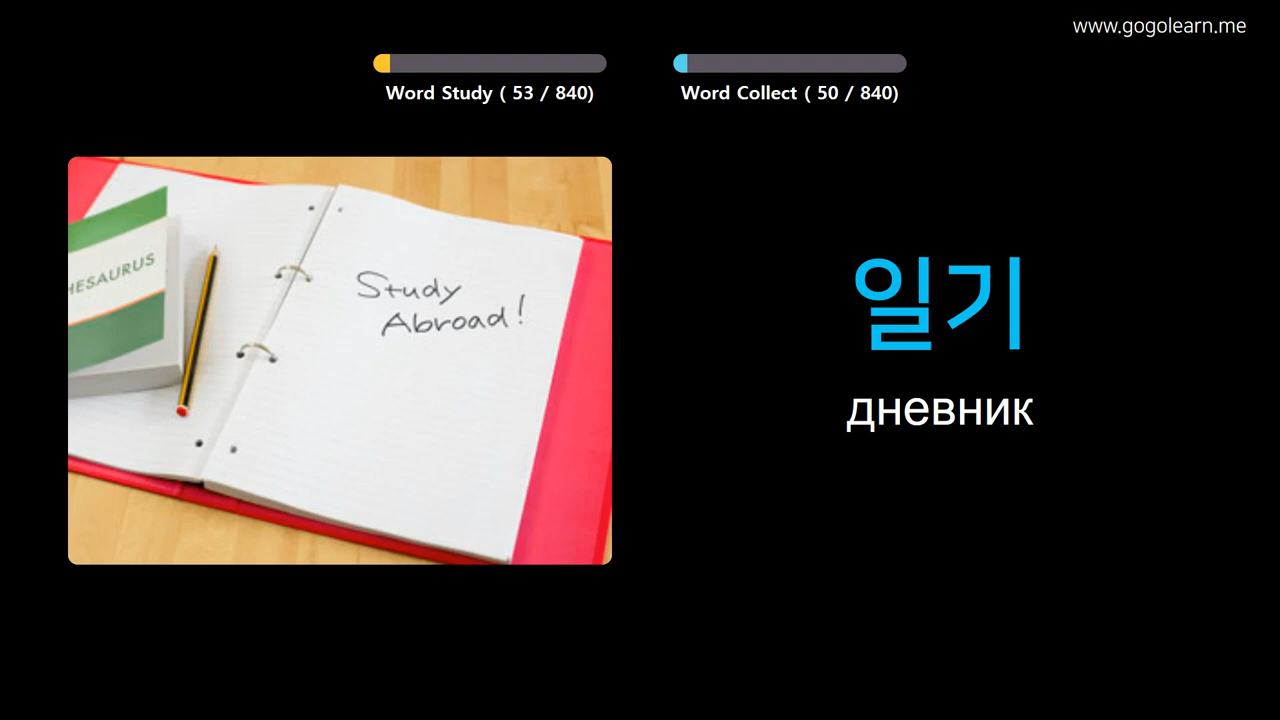 www.gogolearn.me
Word Study ( 53 / 840)
Word Collect ( 50 / 840)
HESAURUS
Study
Abroad!
일기
дневник